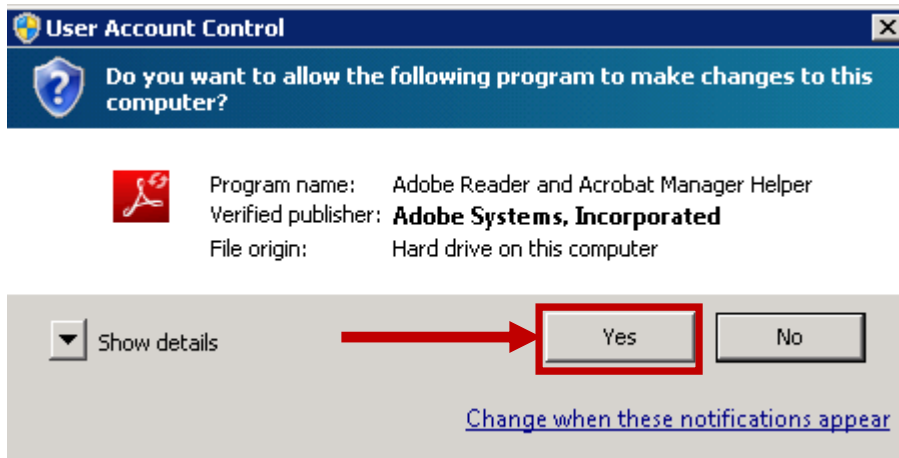 User Account Control
Do you want to allow the following program to make changes to this
computer?
Program name: Adobe Reader and Acrobat Manager Helper
Verified publisher: Adobe Systems, Incorporated
File origin: Hard drive on this computer
Show details Yes No
Change when these notifications appear